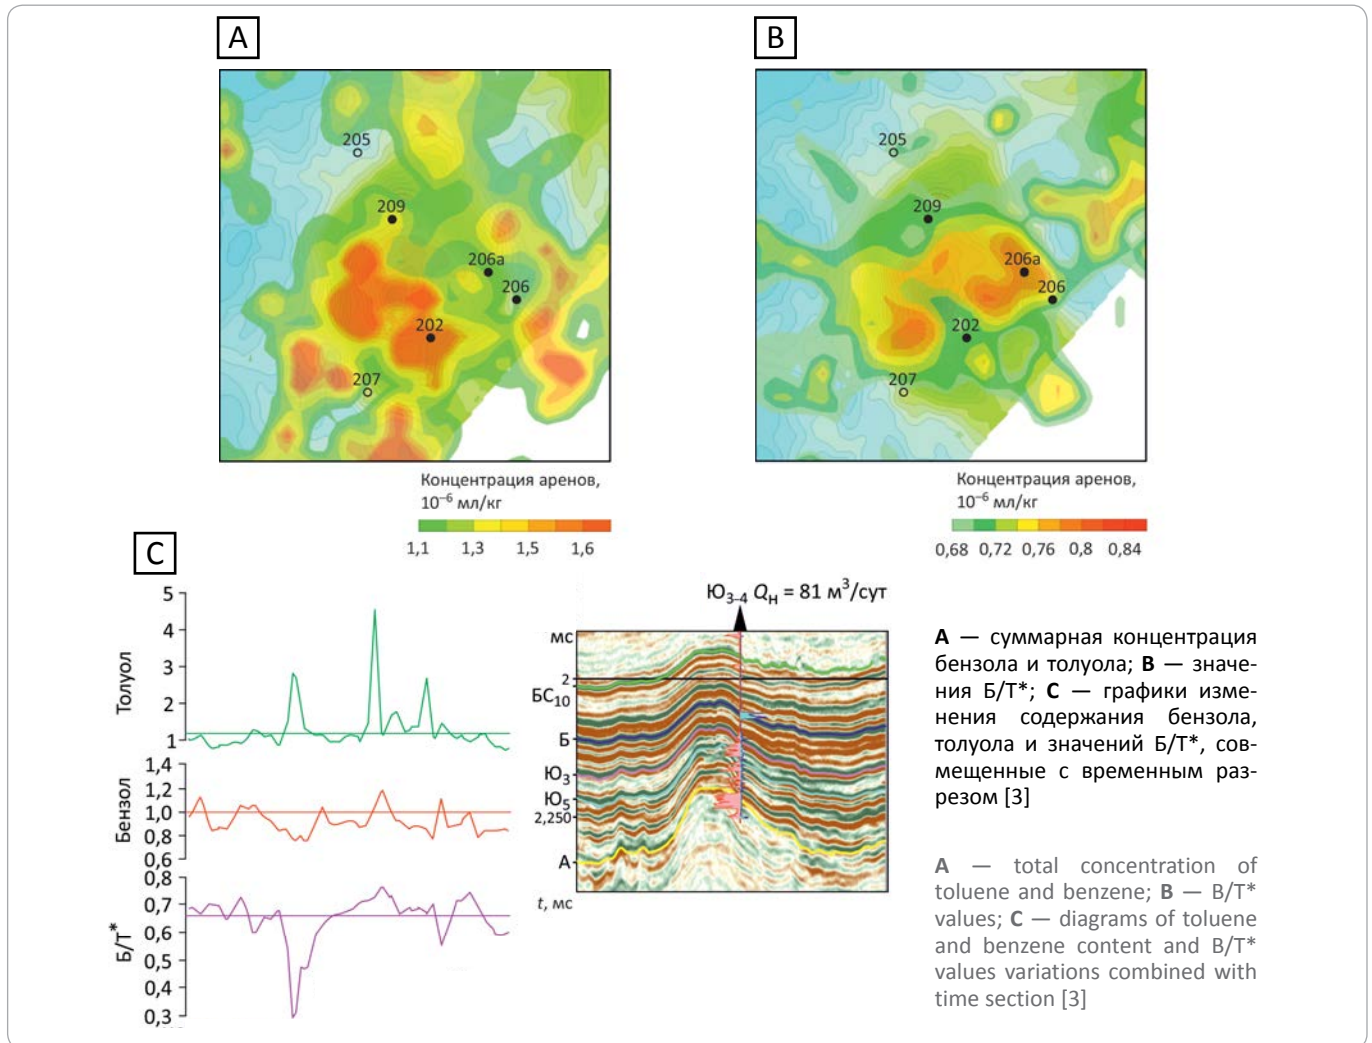 A
B
205
209
206а
206
202
207
205
209
206а
206
202
207
Концентрация аренов,
10⁻⁶ мл/кг
1,1 1,3 1,5 1,6
Концентрация аренов,
10⁻⁶ мл/кг
0,68 0,72 0,76 0,8 0,84
C
Толуол
5
4
3
2
1
Бензол
1,4
1,2
1,0
0,8
0,6
Б/Т*
0,8
0,7
0,6
0,5
0,4
0,3
Ю₃₋₄ Qн = 81 м³/сут
мс
2
БС₁₀
Б
Ю₃
Ю₅
2,250
А
t, мс
A — суммарная концентрация
бензола и толуола; B — значе-
ния Б/Т*; C — графики изме-
нения содержания бензола,
толуола и значений Б/Т*, сов-
мещенные с временным раз-
резом [3]
A — total concentration of
toluene and benzene; B — B/T*
values; C — diagrams of toluene
and benzene content and B/T*
values variations combined with
time section [3]